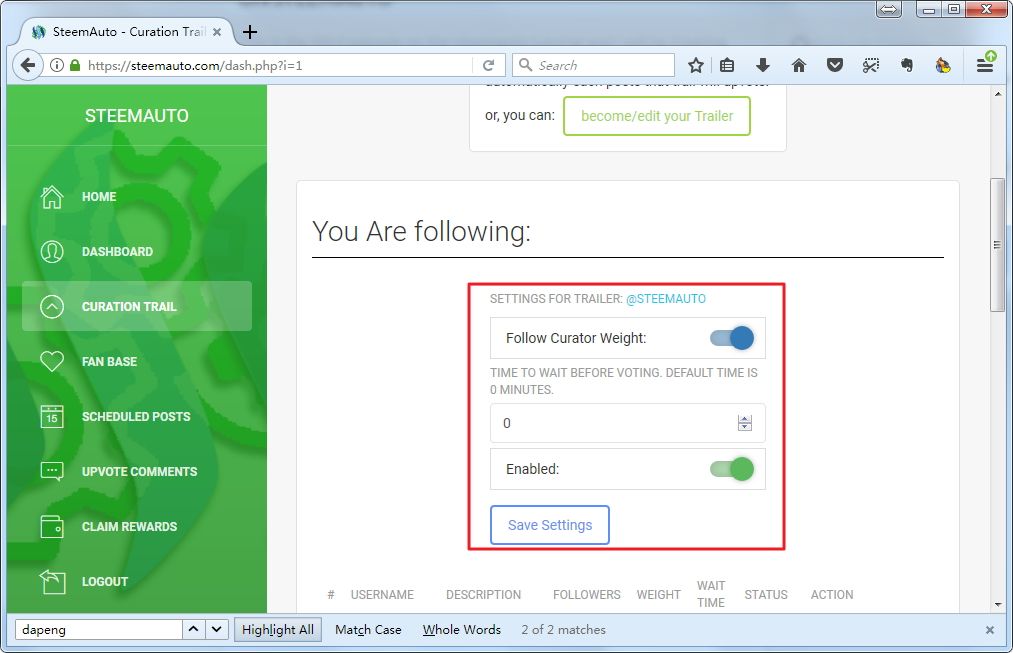 SteemAuto - Curation Trail
https://steemauto.com/dash.php?i=1
Search
STEEMAUTO
HOME
DASHBOARD
CURATION TRAIL
FAN BASE
15
SCHEDULED POSTS
UPVOTE COMMENTS
CLAIM REWARDS
LOGOUT
or, you can: become/edit your Trailer
You Are following:
SETTINGS FOR TRAILER: @STEEMAUTO
Follow Curator Weight:
TIME TO WAIT BEFORE VOTING. DEFAULT TIME IS
0 MINUTES.
0
Enabled:
Save Settings
# USERNAME DESCRIPTION FOLLOWERS WEIGHT WAIT TIME STATUS ACTION
dapeng Highlight All Match Case Whole Words 2 of 2 matches